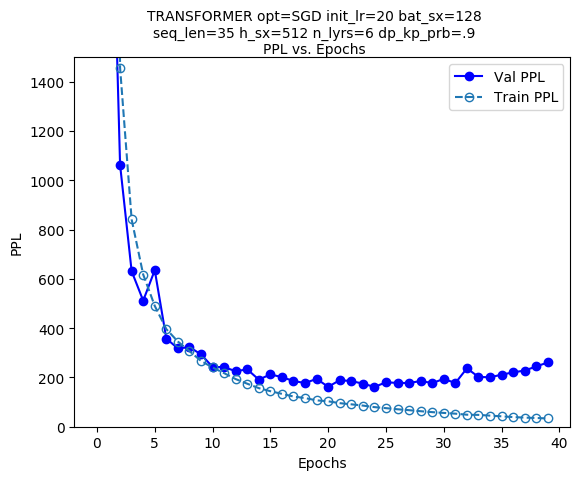 TRANSFORMER opt=SGD init_lr=20 bat_sx=128
seq_len=35 h_sx=512 n_lyrs=6 dp_kp_prb=.9
PPL vs. Epochs
Val PPL
Train PPL
1400
1200
1000
800
600
400
200
0
PPL
0 5 10 15 20 25 30 35 40
Epochs